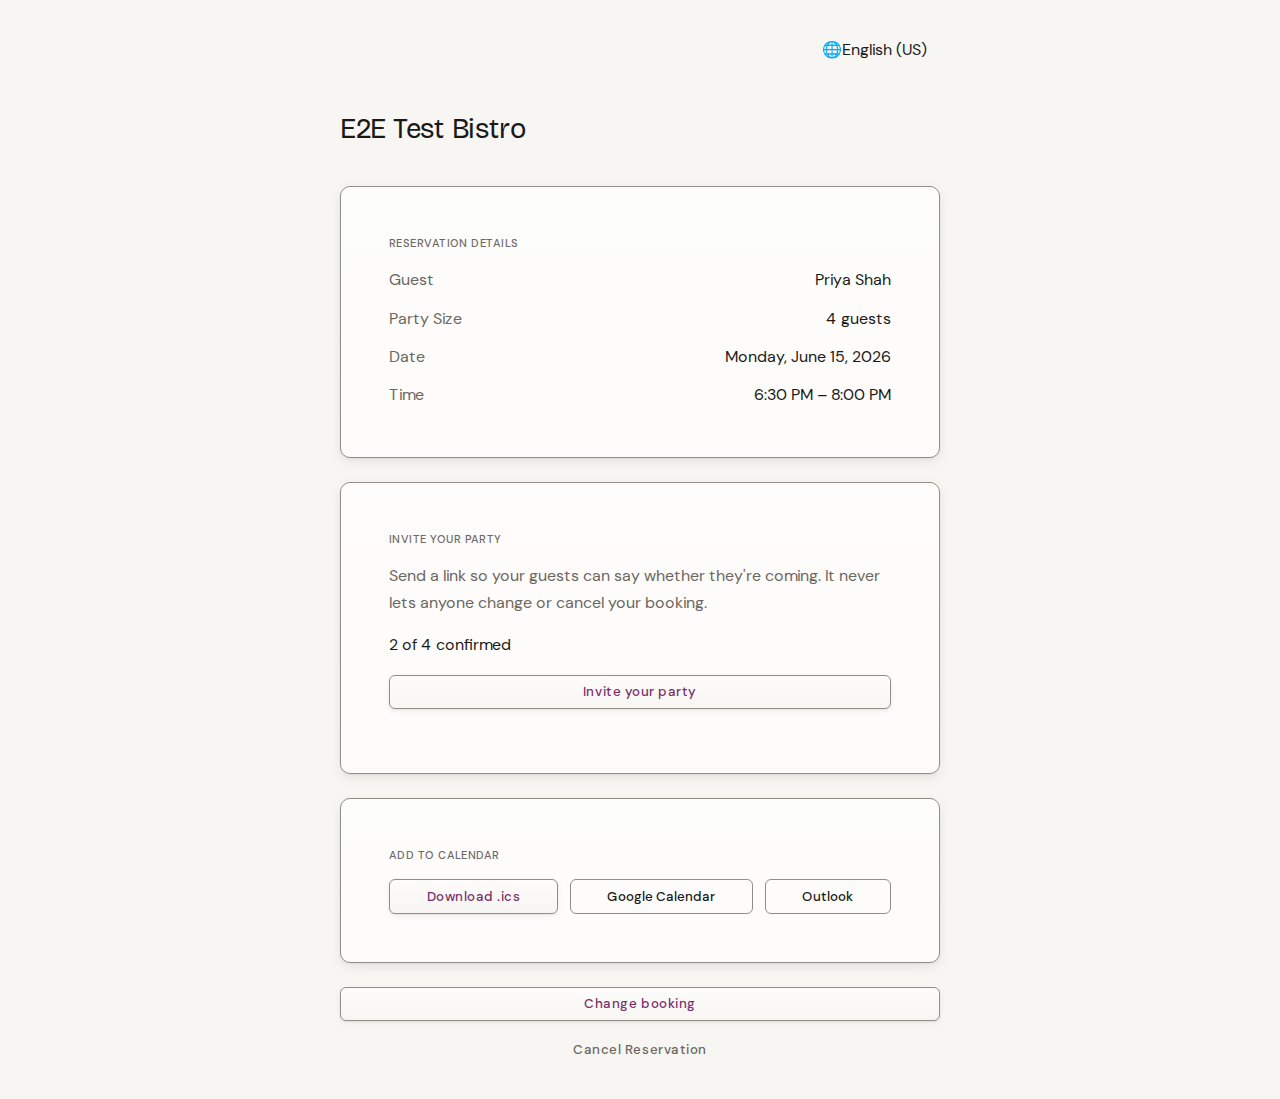 🌐English (US)
E2E Test Bistro
RESERVATION DETAILS
Guest Priya Shah
Party Size 4 guests
Date Monday, June 15, 2026
Time 6:30 PM – 8:00 PM
INVITE YOUR PARTY
Send a link so your guests can say whether they're coming. It never
lets anyone change or cancel your booking.
2 of 4 confirmed
Invite your party
ADD TO CALENDAR
Download .ics Google Calendar Outlook
Change booking
Cancel Reservation